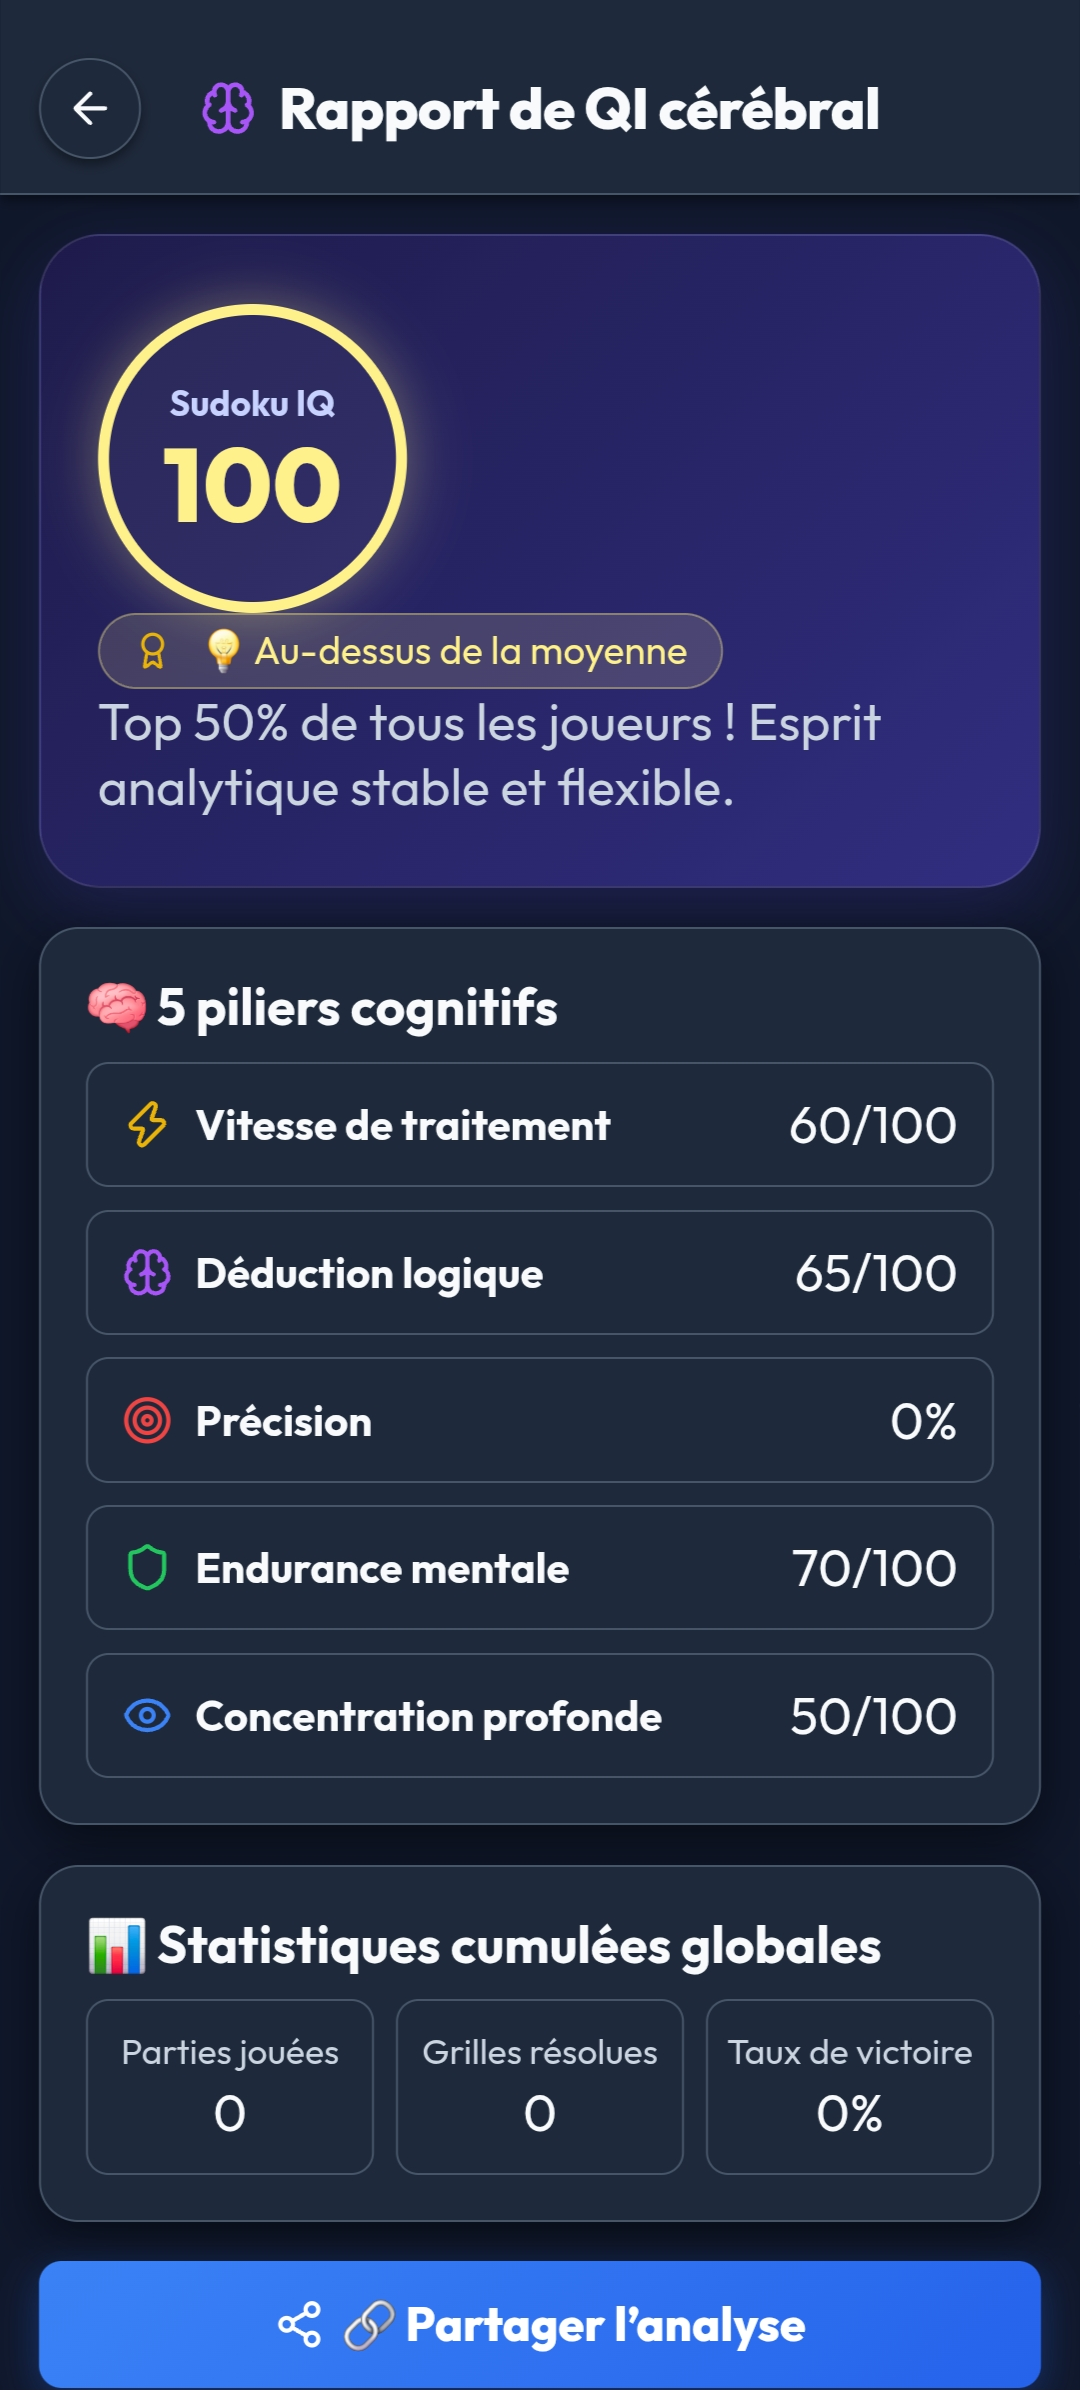 Rapport de QI cérébral
Sudoku IQ
100
💡 Au-dessus de la moyenne
Top 50% de tous les joueurs ! Esprit
analytique stable et flexible.
🧠 5 piliers cognitifs
Vitesse de traitement 60/100
Déduction logique 65/100
Précision 0%
Endurance mentale 70/100
Concentration profonde 50/100
📊 Statistiques cumulées globales
Parties jouées Grilles résolues Taux de victoire
0 0 0%
🔗 Partager l’analyse